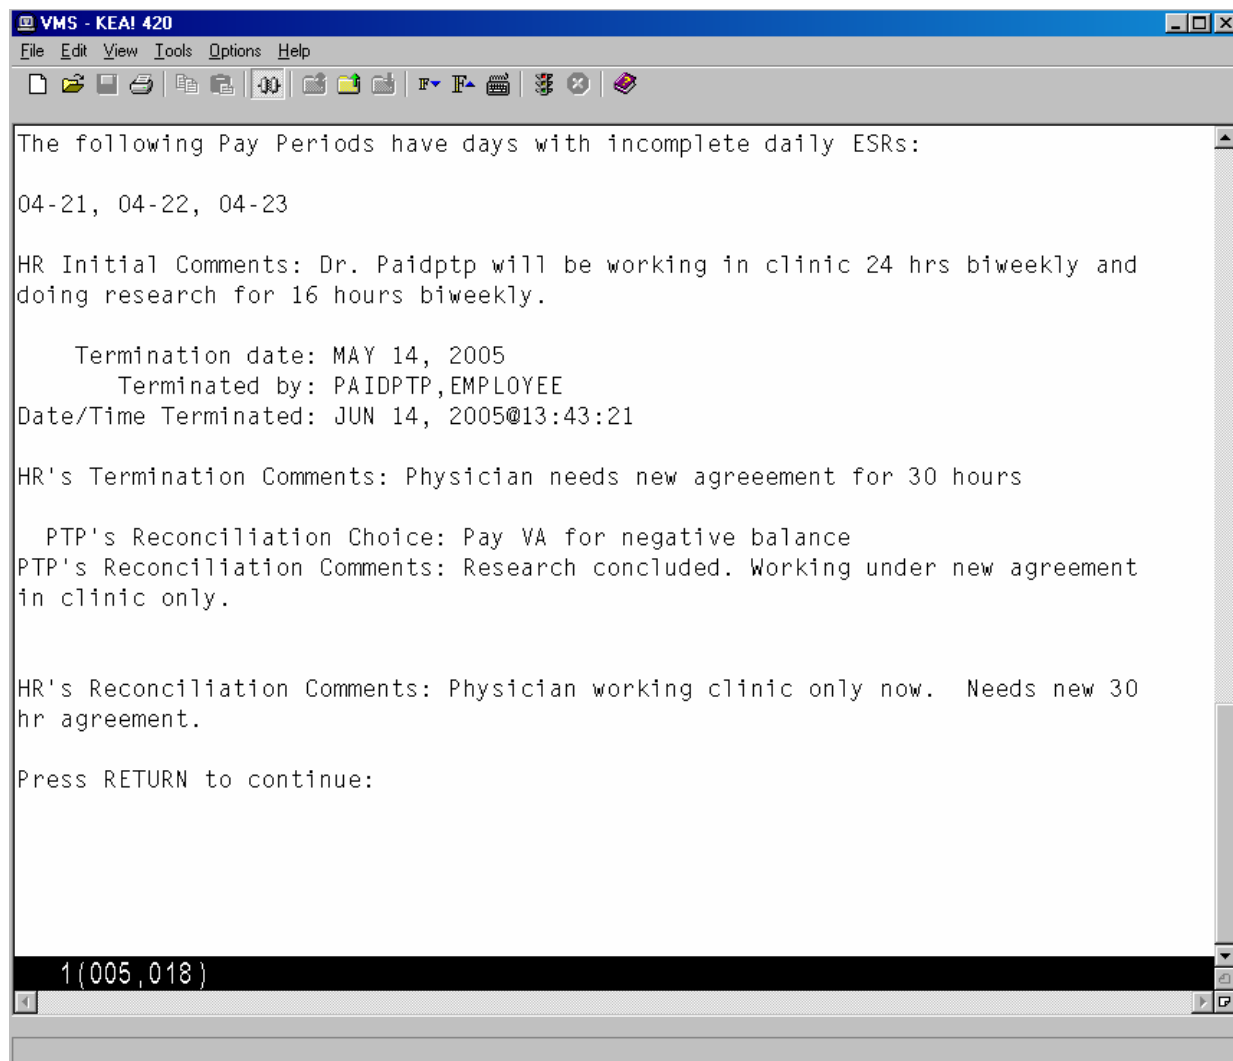 VMS - KEA! 420
File Edit View Tools Options Help
The following Pay Periods have days with incomplete daily ESRs:
04-21, 04-22, 04-23
HR Initial Comments: Dr. Paidptp will be working in clinic 24 hrs biweekly and
doing research for 16 hours biweekly.
Termination date: MAY 14, 2005
Terminated by: PAIDPTP,EMPLOYEE
Date/Time Terminated: JUN 14, 2005@13:43:21
HR's Termination Comments: Physician needs new agreeement for 30 hours
PTP's Reconciliation Choice: Pay VA for negative balance
PTP's Reconciliation Comments: Research concluded. Working under new agreement
in clinic only.
HR's Reconciliation Comments: Physician working clinic only now.  Needs new 30
hr agreement.
Press RETURN to continue:
1(005,018)